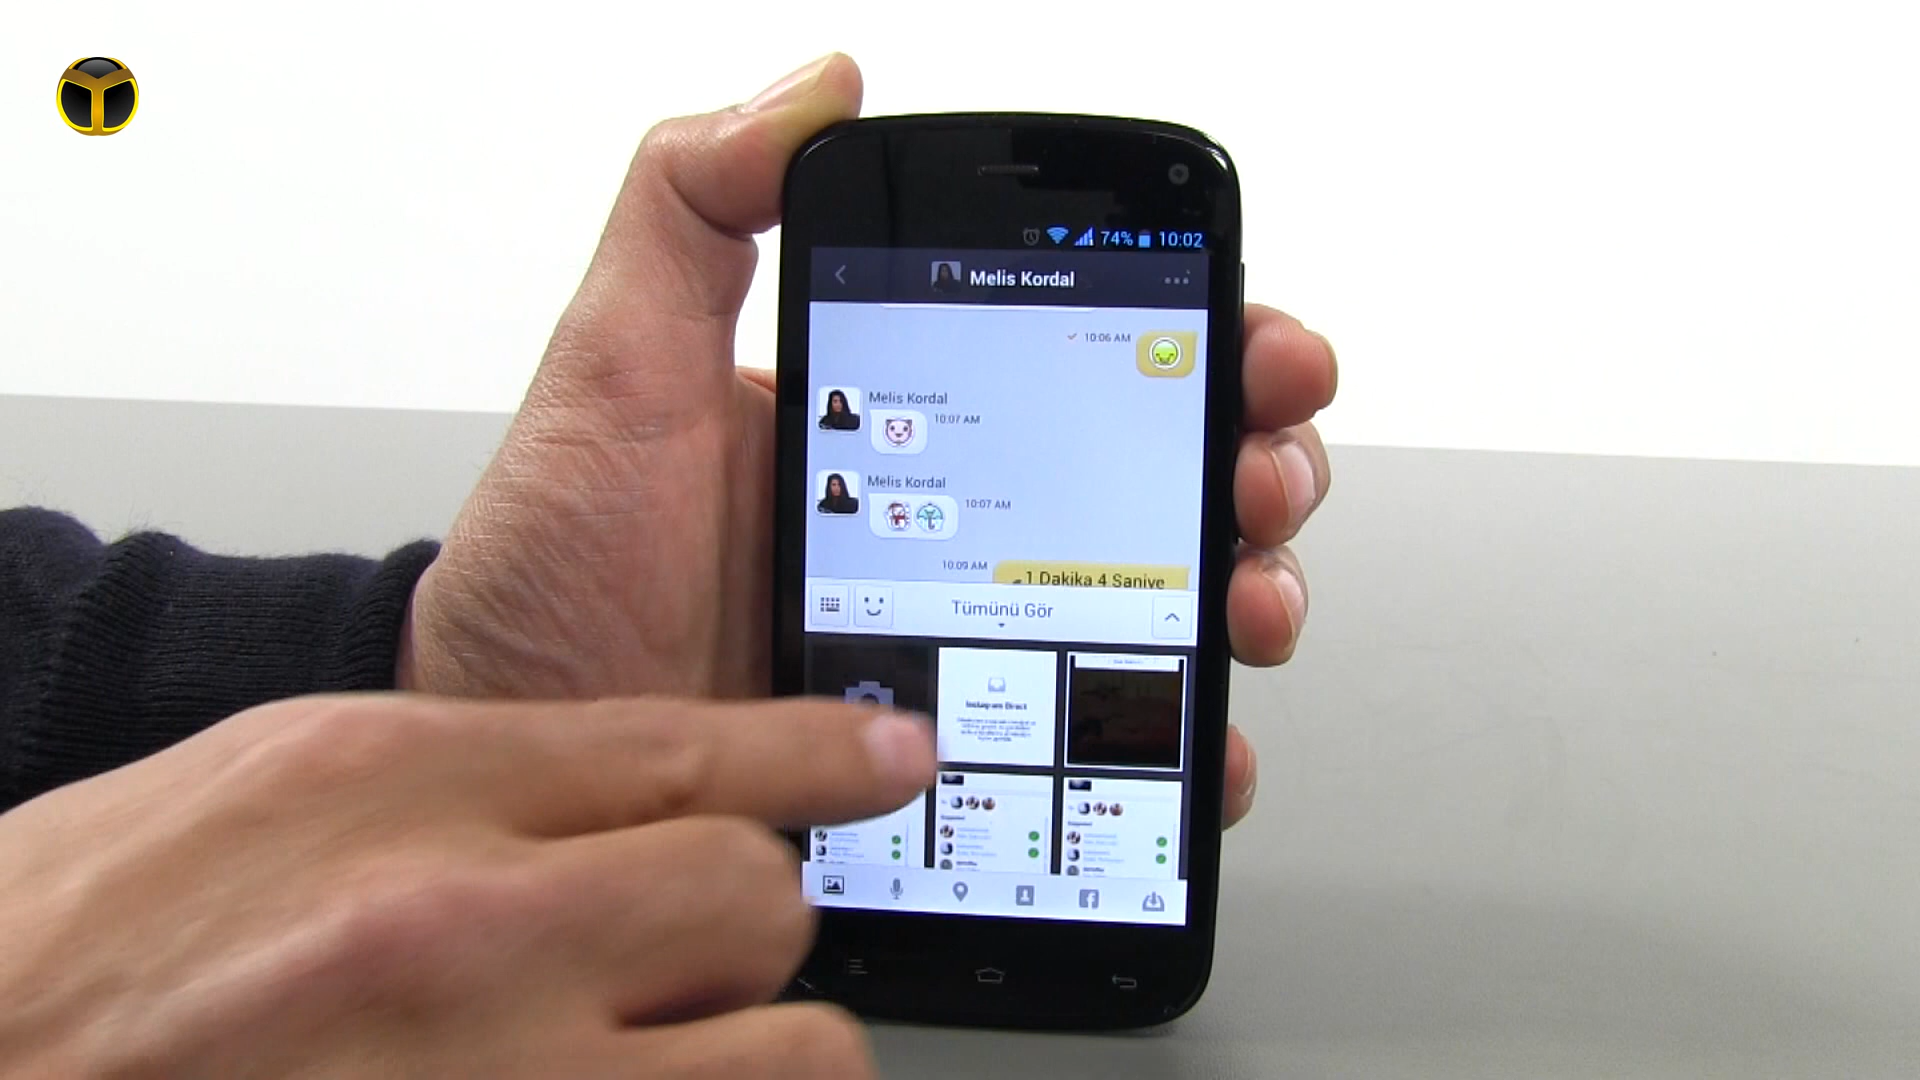 74% 10:02
Melis Kordal
10:06 AM
Melis Kordal
10:07 AM
Melis Kordal
10:07 AM
10:09 AM
1 Dakika 4 Saniye
Tümünü Gör
Instagram Direct